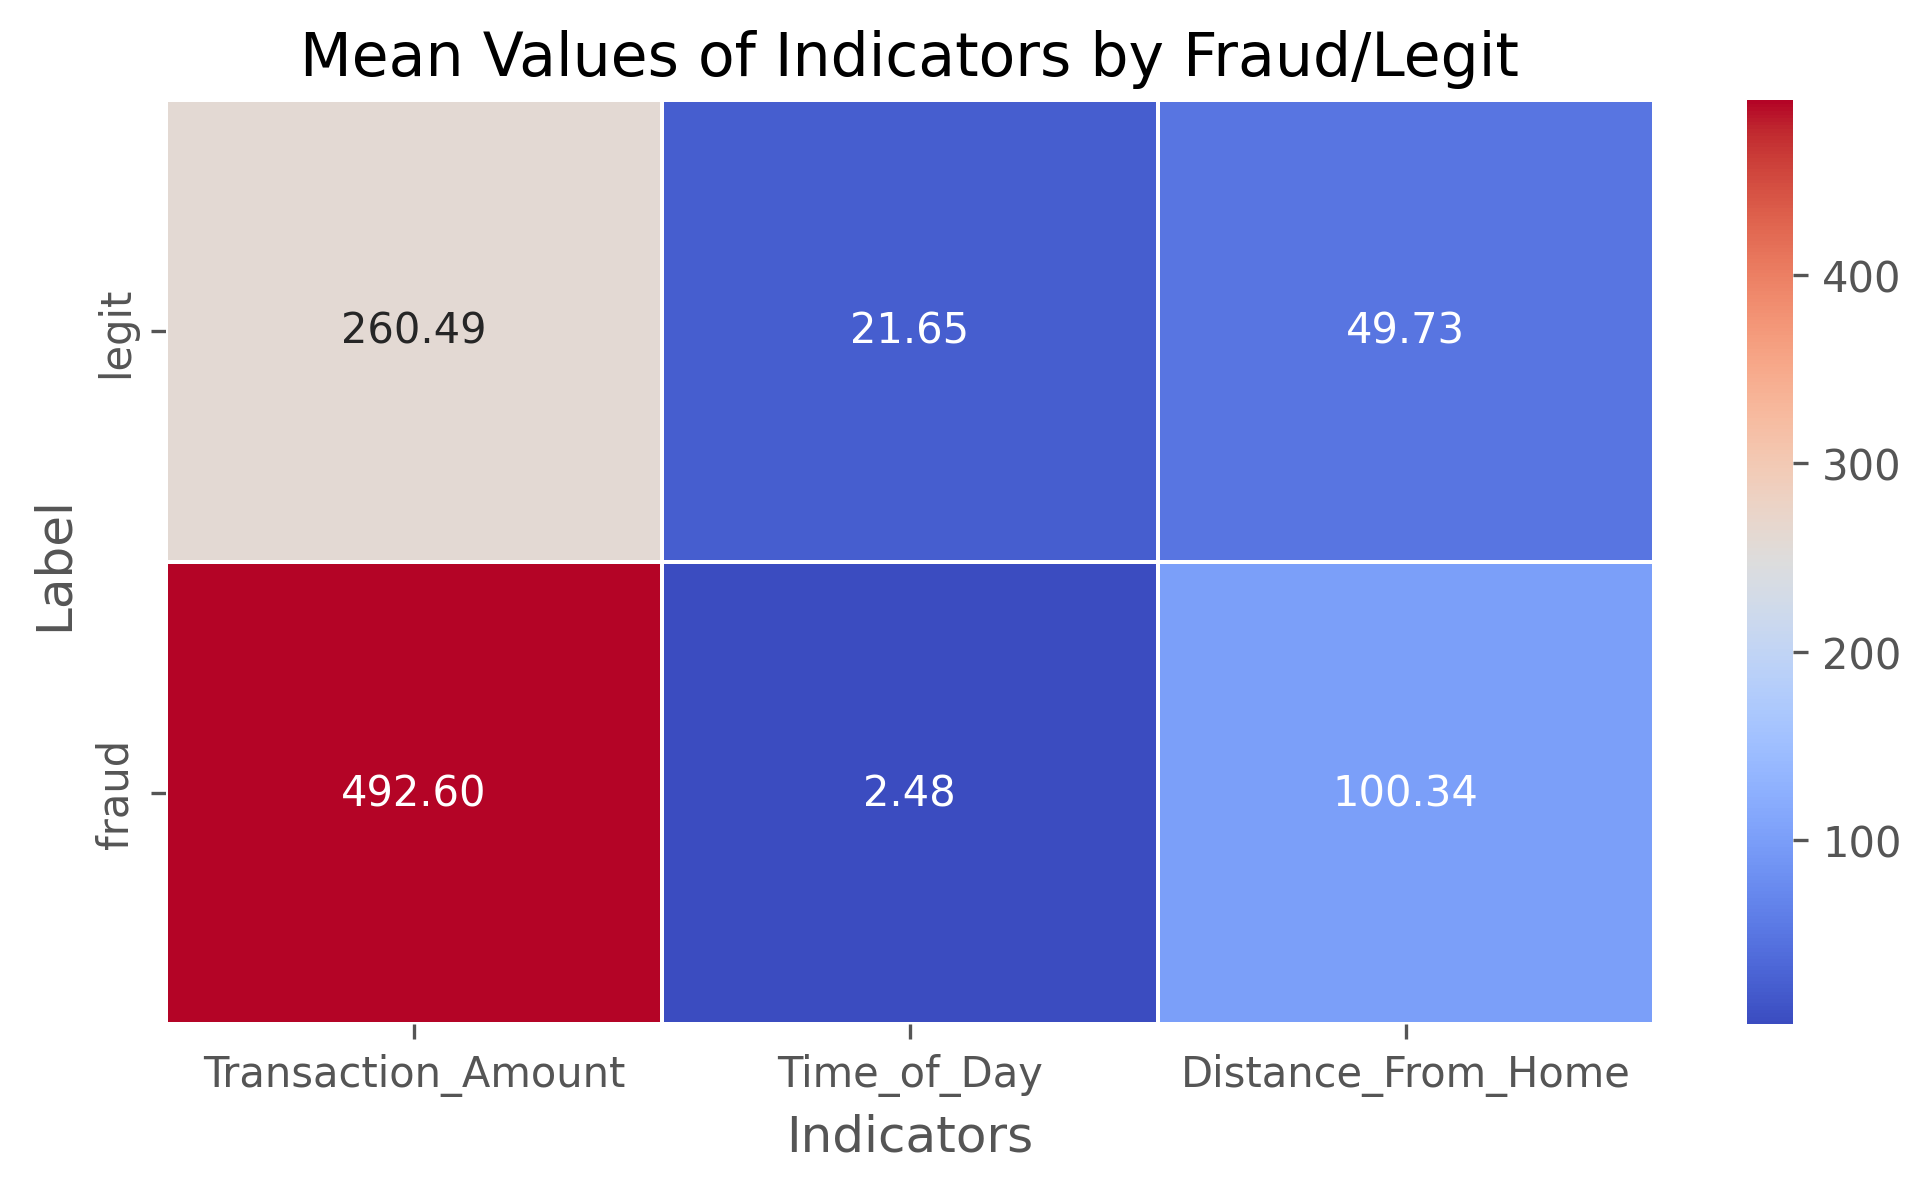 Mean Values of Indicators by Fraud/Legit
Label
legit
260.49
21.65
49.73
fraud
492.60
2.48
100.34
Transaction_Amount
Time_of_Day
Distance_From_Home
Indicators
400
300
200
100